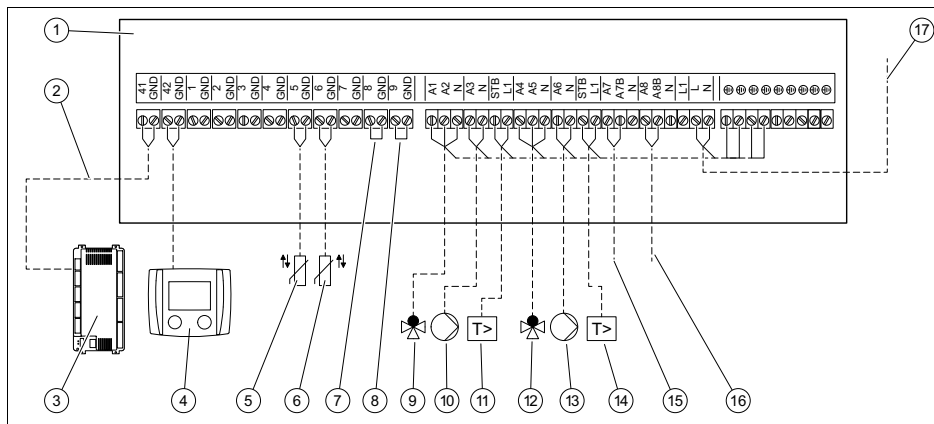 1
17
41 GND 42 GND 1 GND 2 GND 3 GND 4 GND 5 GND 6 GND 7 GND 8 GND 9 GND A1 A2 N A3 N STB L1 A4 A5 N A6 N STB L1 A7 A7B N A8 A8B N L1 L N
2
T> T>
3 4 5 6 7 8 9 10 11 12 13 14 15 16